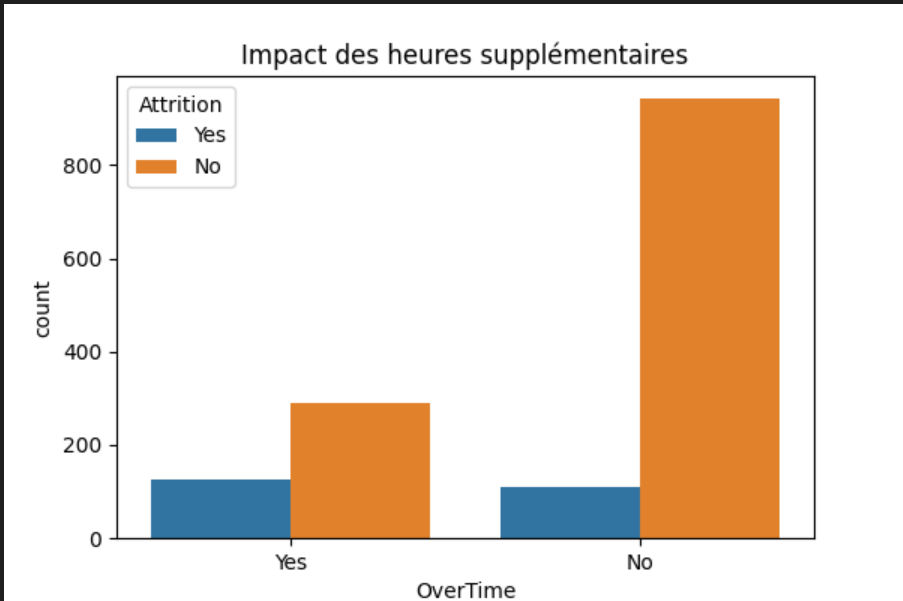 Impact des heures supplémentaires
Attrition
Yes
No
800
600
400
200
0
count
Yes No
OverTime